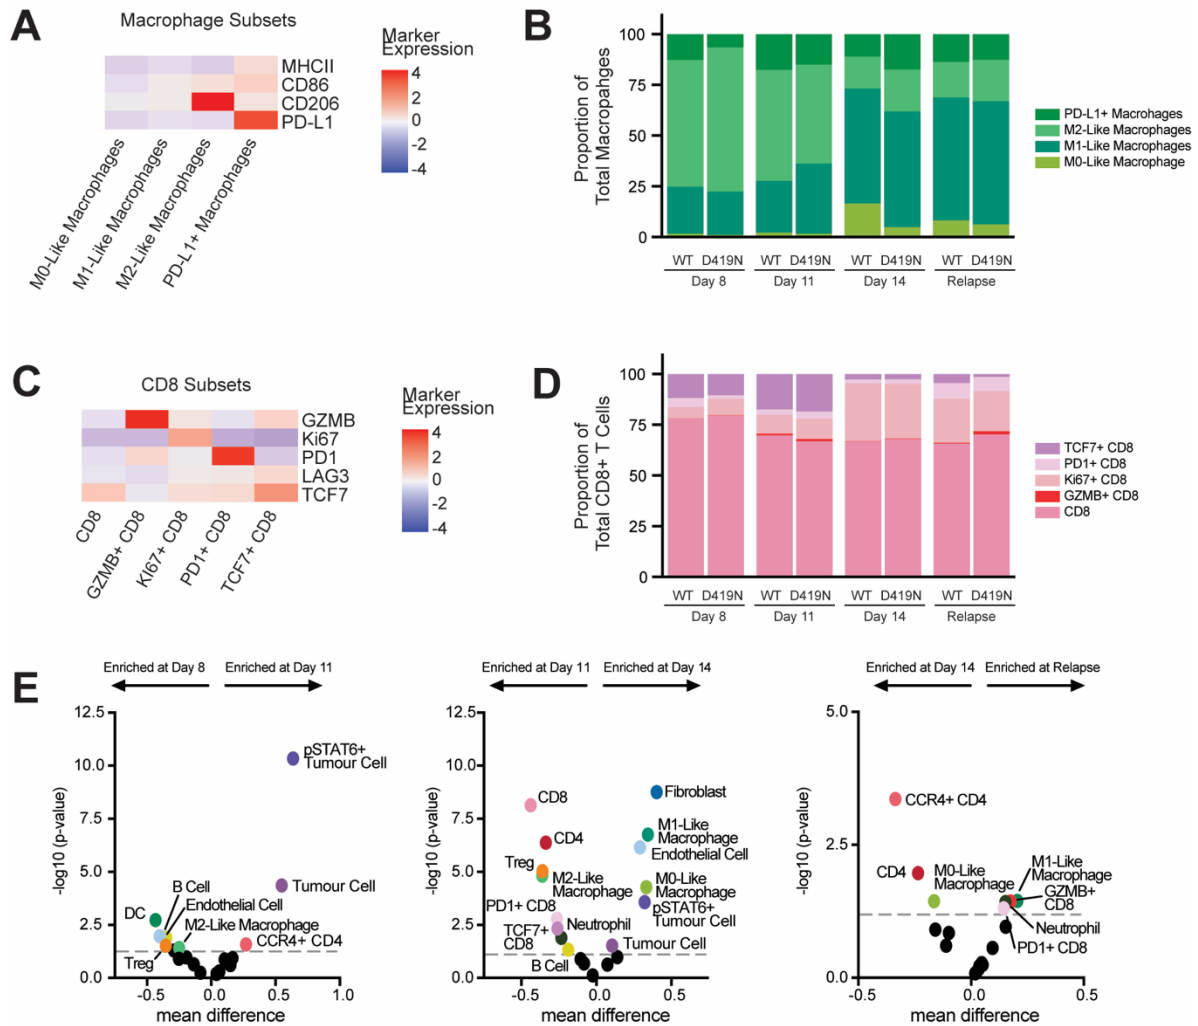 A
Macrophage Subsets
MHCII
CD86
CD206
PD-L1
M0-Like Macrophages
M1-Like Macrophages
M2-Like Macrophages
PD-L1+ Macrophages
Marker
Expression
4
2
0
-2
-4
B
Proportion of
Total Macropahges
100
75
50
25
0
WT D419N
WT D419N
WT D419N
WT D419N
Day 8
Day 11
Day 14
Relapse
PD-L1+ Macrohages
M2-Like Macrophages
M1-Like Macrophages
M0-Like Macrophage
C
CD8 Subsets
GZMB
Ki67
PD1
LAG3
TCF7
CD8
GZMB+ CD8
KI67+ CD8
PD1+ CD8
TCF7+ CD8
Marker
Expression
4
2
0
-2
-4
D
Proportion of
Total CD8+ T Cells
100
75
50
25
0
WT D419N
WT D419N
WT D419N
WT D419N
Day 8
Day 11
Day 14
Relapse
TCF7+ CD8
PD1+ CD8
Ki67+ CD8
GZMB+ CD8
CD8
E
Enriched at Day 8
Enriched at Day 11
-log10 (p-value)
12.5
10.0
7.5
5.0
2.5
0.0
pSTAT6+
Tumour Cell
Tumour Cell
B Cell
Endothelial Cell
DC
M2-Like Macrophage
CCR4+ CD4
Treg
-0.5
0.0
0.5
1.0
mean difference
Enriched at Day 11
Enriched at Day 14
-log10 (p-value)
12.5
10.0
7.5
5.0
2.5
0.0
CD8
Fibroblast
CD4
M1-Like
Macrophage
Endothelial Cell
Treg
M2-Like
Macrophage
M0-Like
Macrophage
PD1+ CD8
pSTAT6+
Tumour Cell
TCF7+
CD8
Neutrophil
Tumour Cell
B Cell
-0.5
0.0
0.5
mean difference
Enriched at Day 14
Enriched at Relapse
-log10 (p-value)
5.0
2.5
0.0
CCR4+ CD4
CD4
M0-Like
Macrophage
M1-Like
Macrophage
GZMB+
CD8
Neutrophil
PD1+ CD8
-0.5
0.0
0.5
mean difference